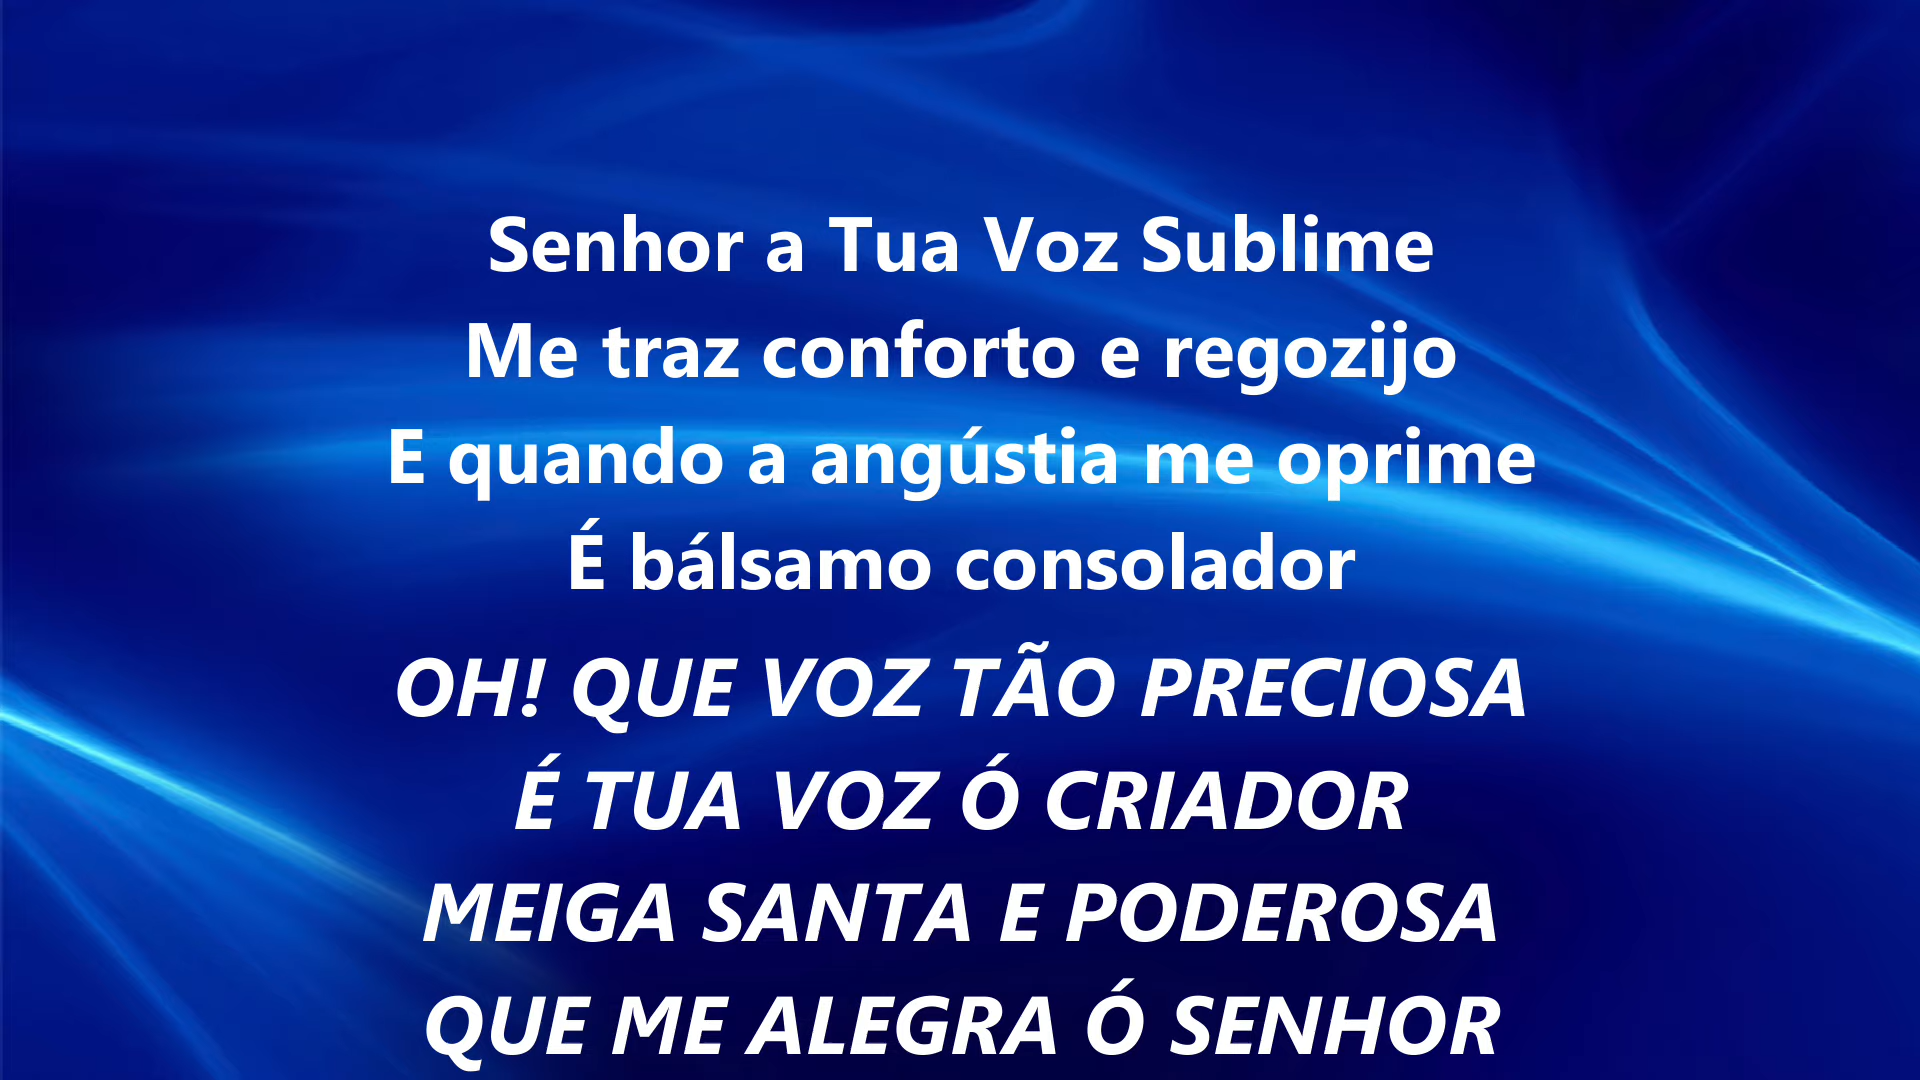 Senhor a Tua Voz Sublime
Me traz conforto e regozijo
E quando a angústia me oprime
É bálsamo consolador
OH! QUE VOZ TÃO PRECIOSA
É TUA VOZ Ó CRIADOR
MEIGA SANTA E PODEROSA
QUE ME ALEGRA Ó SENHOR